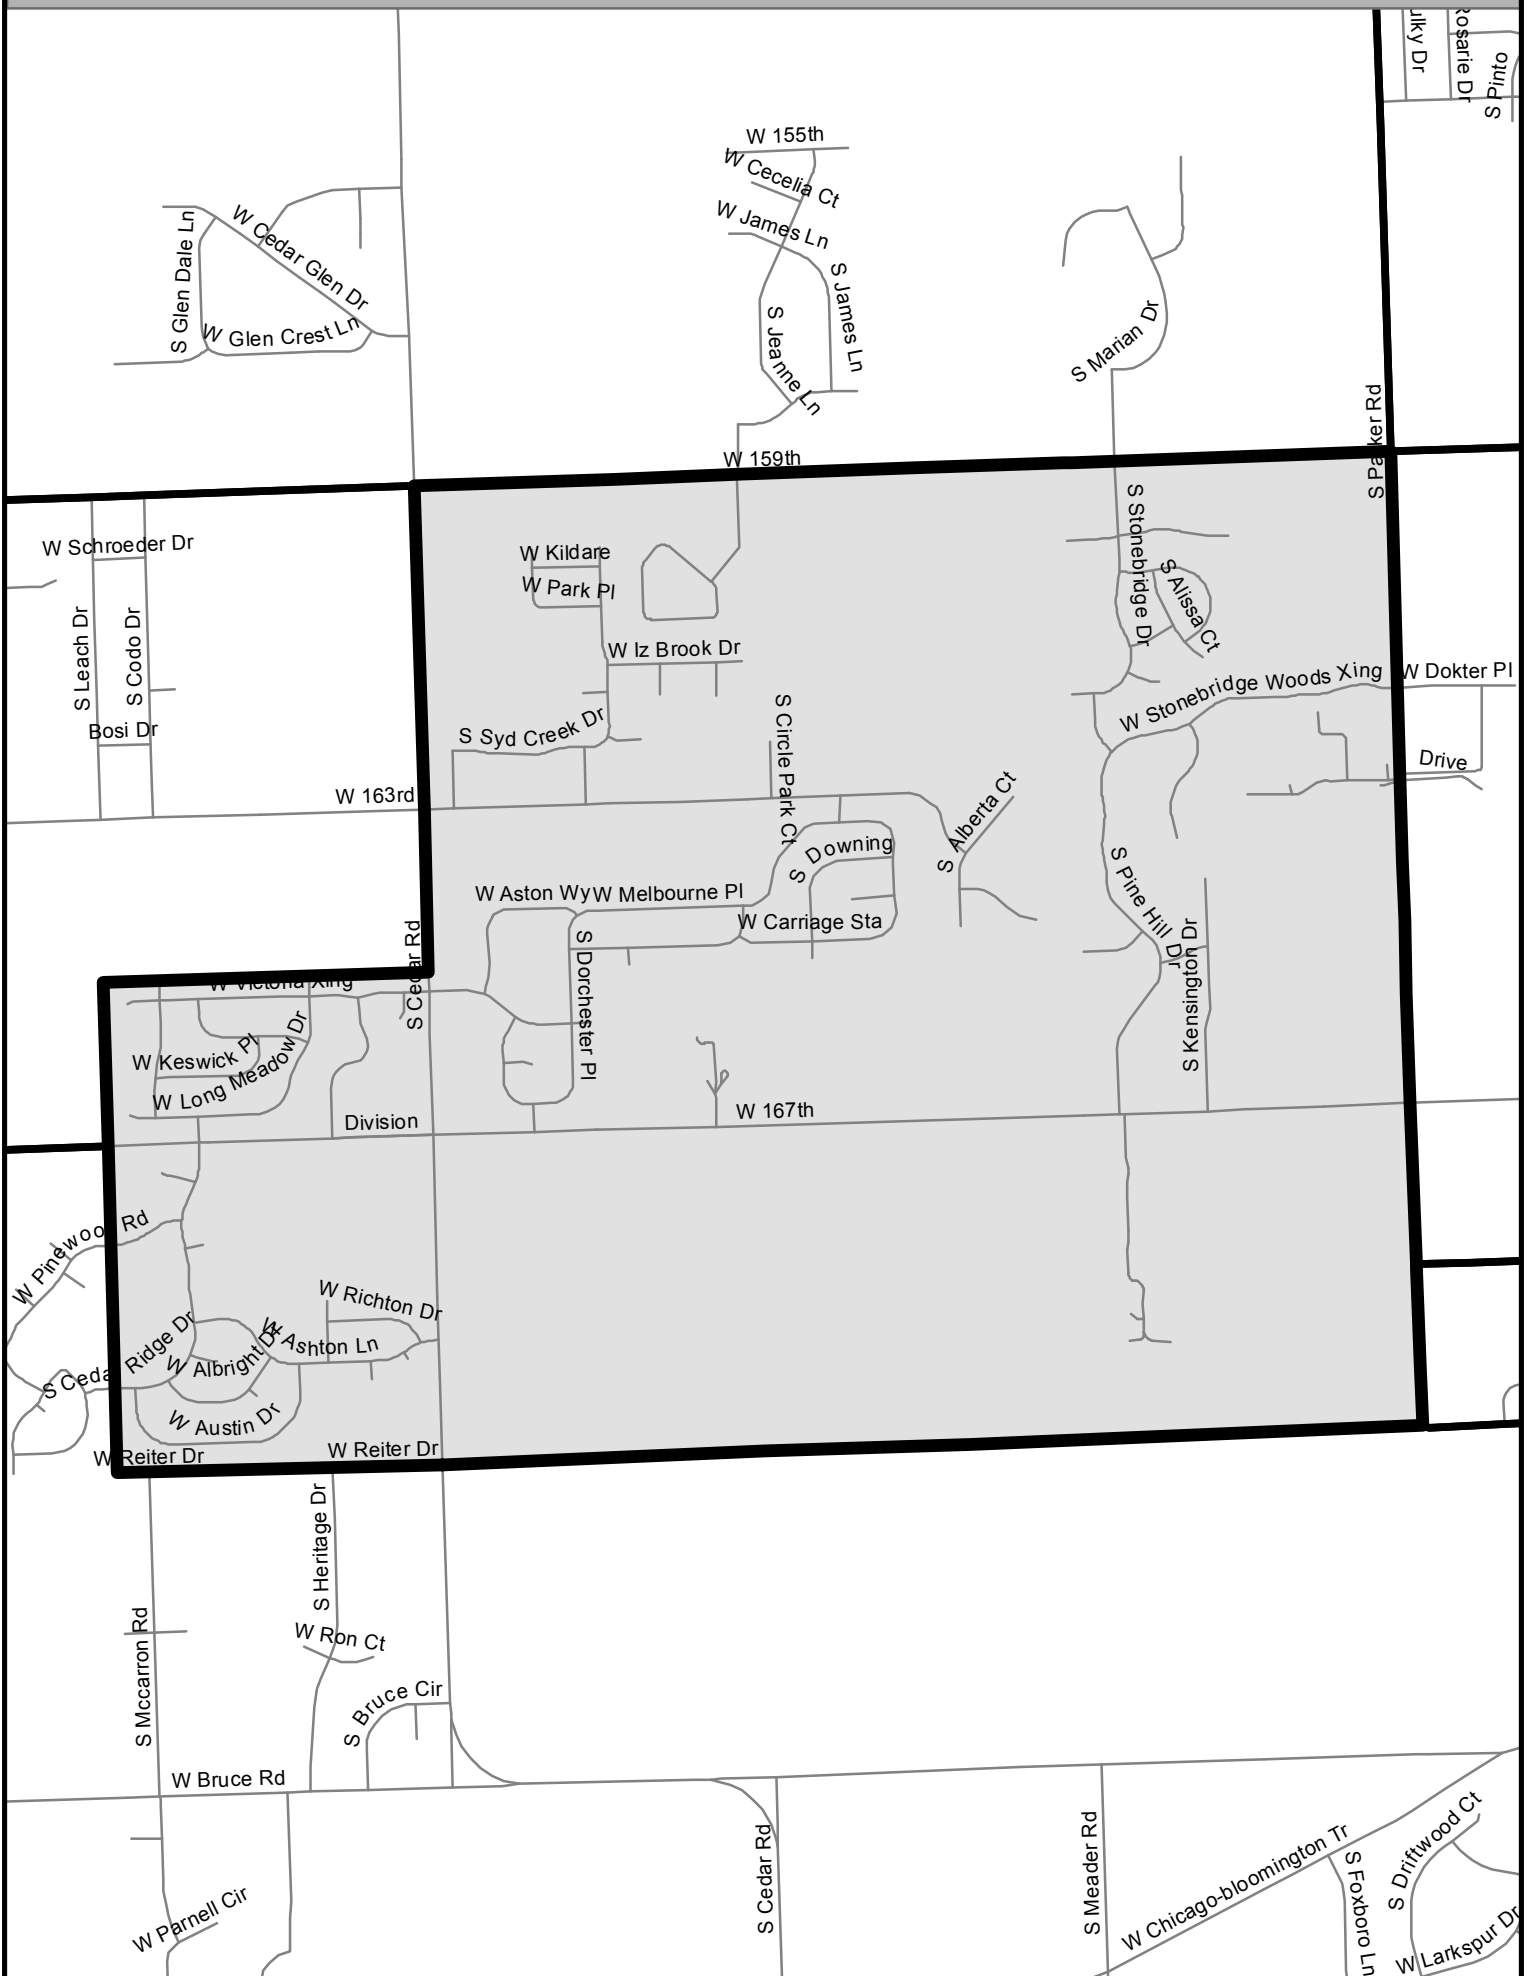 ulky Dr
Rosarie Dr
S Pinto
W 155th
W Cecelia Ct
W James Ln
S James Ln
S Jeanne Ln
S Glen Dale Ln
W Cedar Glen Dr
W Glen Crest Ln
S Marian Dr
S Parker Rd
W 159th
W Schroeder Dr
S Leach Dr
S Codo Dr
Bosi Dr
W Kildare
W Park Pl
W Iz Brook Dr
S Syd Creek Dr
S Stonebridge Dr
S Alissa Ct
W Stonebridge Woods Xing
W Dokter Pl
Drive
S Circle Park Ct
W 163rd
S Alberta Ct
S Downing
W Aston Wy
W Melbourne Pl
W Carriage Sta
S Pine Hill Dr
S Kensington Dr
S Cedar Rd
S Dorchester Pl
W Victoria Xing
W Keswick Pl
W Long Meadow Dr
Division
W 167th
W Pinewood Rd
W Richton Dr
W Ashton Ln
S Cedar Ridge Dr
W Albright Dr
W Austin Dr
W Reiter Dr
W Reiter Dr
S Heritage Dr
S Mccarron Rd
W Ron Ct
S Bruce Cir
W Bruce Rd
W Parnell Cir
S Cedar Rd
S Meader Rd
W Chicago-bloomington Tr
S Foxboro Ln
S Driftwood Ct
W Larkspur Dr